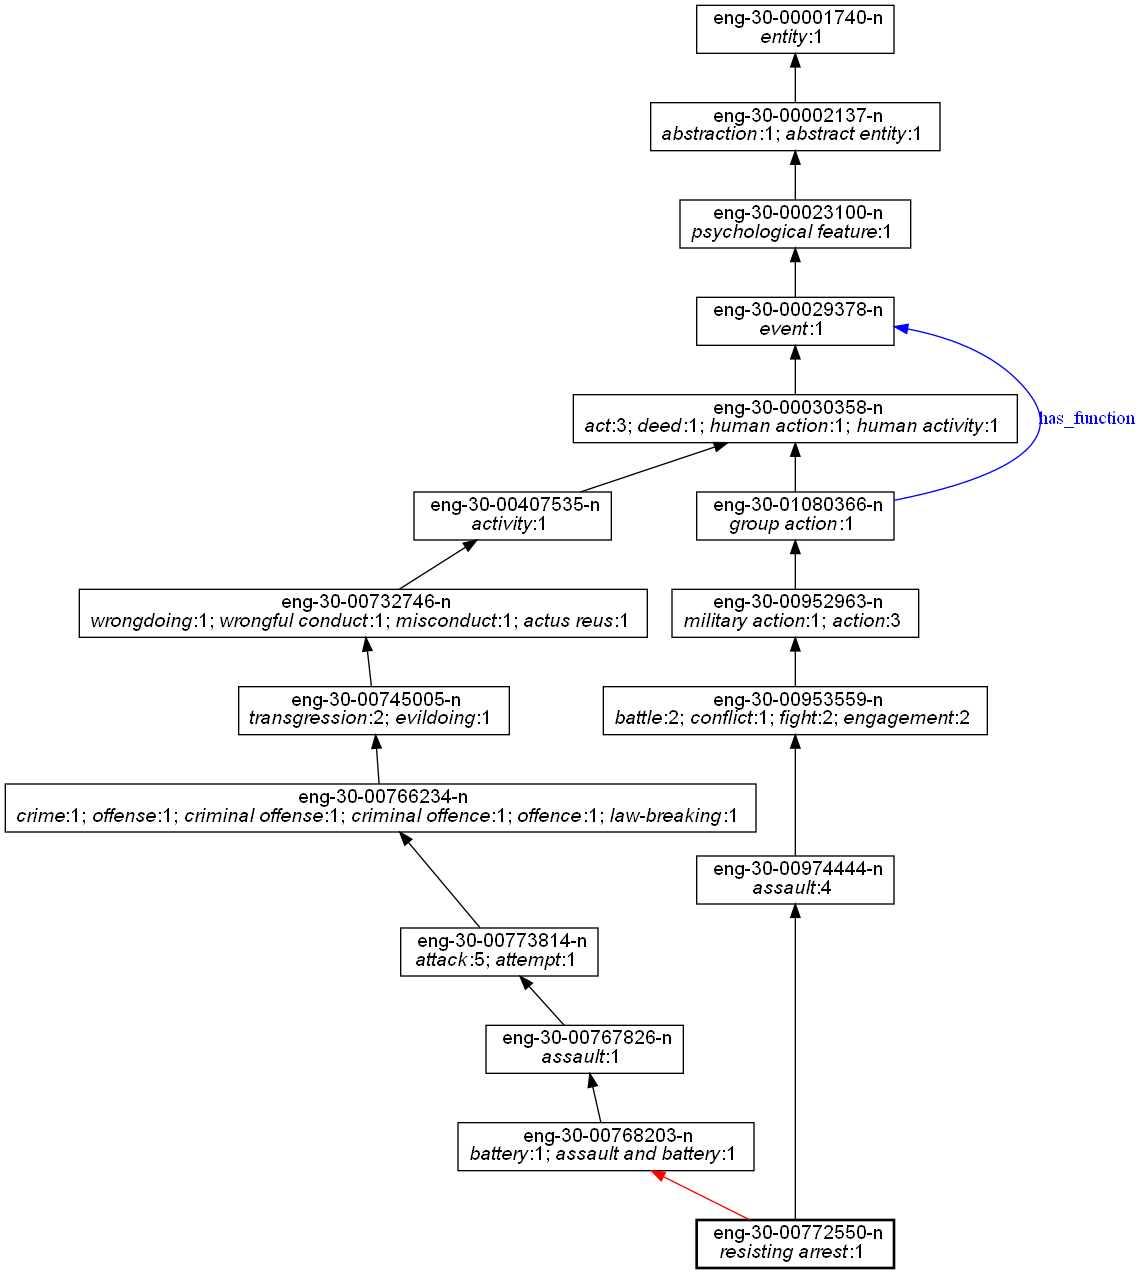 eng-30-00001740-n
entity:1
eng-30-00002137-n
abstraction:1; abstract entity:1
eng-30-00023100-n
psychological feature:1
eng-30-00029378-n
event:1
eng-30-00030358-n
act:3; deed:1; human action:1; human activity:1
has_function
eng-30-00407535-n
activity:1
eng-30-01080366-n
group action:1
eng-30-00732746-n
wrongdoing:1; wrongful conduct:1; misconduct:1; actus reus:1
eng-30-00952963-n
military action:1; action:3
eng-30-00745005-n
transgression:2; evildoing:1
eng-30-00953559-n
battle:2; conflict:1; fight:2; engagement:2
eng-30-00766234-n
crime:1; offense:1; criminal offense:1; criminal offence:1; offence:1; law-breaking:1
eng-30-00974444-n
assault:4
eng-30-00773814-n
attack:5; attempt:1
eng-30-00767826-n
assault:1
eng-30-00768203-n
battery:1; assault and battery:1
eng-30-00772550-n
resisting arrest:1